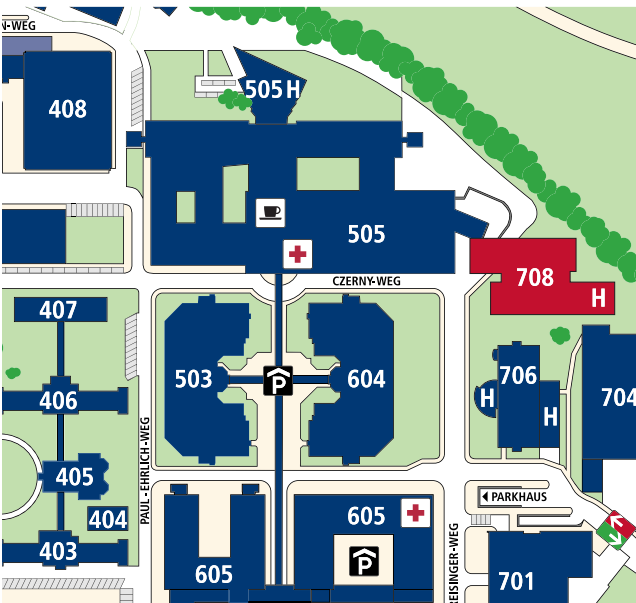 N-WEG
408
505 H
505
CZERNY-WEG
708
H
407
503
P
604
706
H
H
704
406
405
404
403
PAUL-EHRLICH-WEG
605
605
P
PARKHAUS
REISINGER-WEG
701